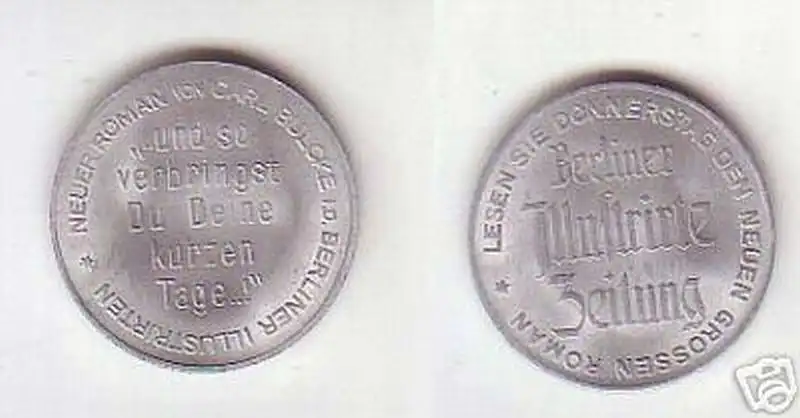 * NEUER ROMAN VON CARL BULCKE I.D. BERLINER ILLUSTRIRTEN
„..und so
verbringst
Du Deine
kurzen
Tage...!"
* LESEN SIE DONNERSTAG DEN NEUEN GROSSEN ROMAN
Berliner
Illustrirte
Zeitung